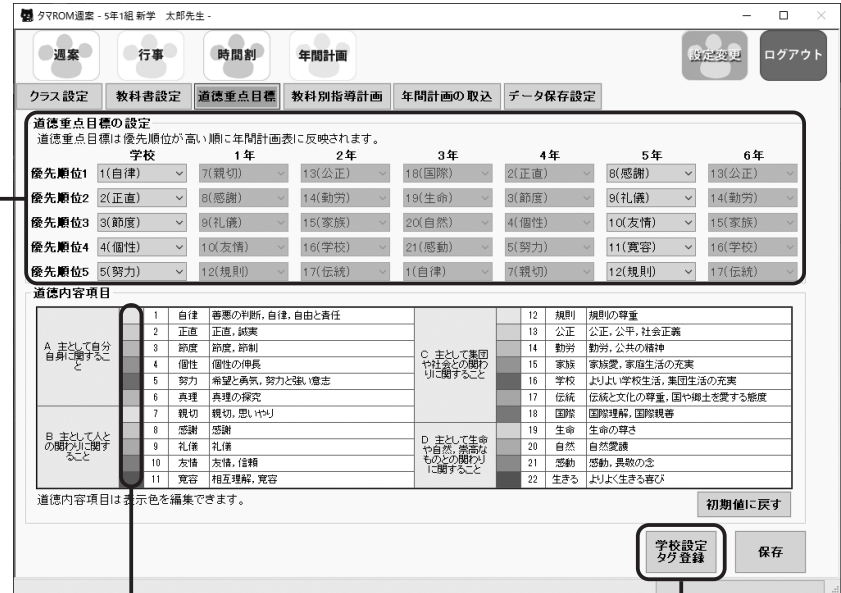 タマROM週案 - 5年1組 新学 太郎先生 -
週案 行事 時間割 年間計画 設定変更 ログアウト
クラス設定 教科書設定 道徳重点目標 教科別指導計画 年間計画の取込 データ保存設定
道徳重点目標の設定
道徳重点目標は優先順位が高い順に年間計画表に反映されます。
学校 1年 2年 3年 4年 5年 6年
優先順位1 1(自律) 7(親切) 13(公正) 18(国際) 2(正直) 8(感謝) 13(公正)
優先順位2 2(正直) 8(感謝) 14(勤労) 19(生命) 3(節度) 9(礼儀) 14(勤労)
優先順位3 3(節度) 9(礼儀) 15(家族) 20(自然) 4(個性) 10(友情) 15(家族)
優先順位4 4(個性) 10(友情) 16(学校) 21(感動) 5(努力) 11(寛容) 16(学校)
優先順位5 5(努力) 12(規則) 17(伝統) 1(自律) 7(親切) 12(規則) 17(伝統)
道徳内容項目
A 主として自分
自身に関するこ
と
1 自律 善悪の判断, 自律, 自由と責任
2 正直 正直, 誠実
3 節度 節度, 節制
4 個性 個性の伸長
5 努力 希望と勇気, 努力と強い意志
6 真理 真理の探究
B 主として人と
の関わりに関す
ること
7 親切 親切, 思いやり
8 感謝 感謝
9 礼儀 礼儀
10 友情 友情, 信頼
11 寛容 相互理解, 寛容
C 主として集団
や社会との関わ
りに関すること
12 規則 規則の尊重
13 公正 公正, 公平, 社会正義
14 勤労 勤労, 公共の精神
15 家族 家族愛, 家庭生活の充実
16 学校 よりよい学校生活, 集団生活の充実
17 伝統 伝統と文化の尊重, 国や郷土を愛する態度
18 国際 国際理解, 国際親善
D 主として生命
や自然, 崇高な
ものとの関わり
に関すること
19 生命 生命の尊さ
20 自然 自然愛護
21 感動 感動, 畏敬の念
22 生きる よりよく生きる喜び
道徳内容項目は表示色を編集できます。
初期値に戻す
学校設定
タグ登録
保存